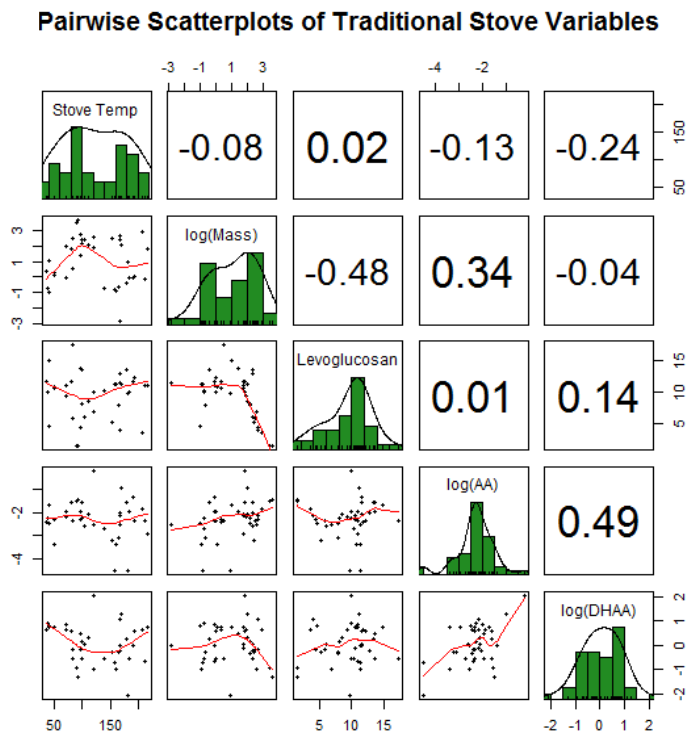 Pairwise Scatterplots of Traditional Stove Variables
-3 -1 1 3 -4 -2
Stove Temp
-0.08 0.02 -0.13 -0.24
150
50
log(Mass)
3
1
-1
-3
-0.48 0.34 -0.04
Levoglucosan
15
10
5
0.01 0.14
log(AA)
-2
-4
0.49
log(DHAA)
2
1
0
-1
-2
50 150 5 10 15 -2 -1 0 1 2